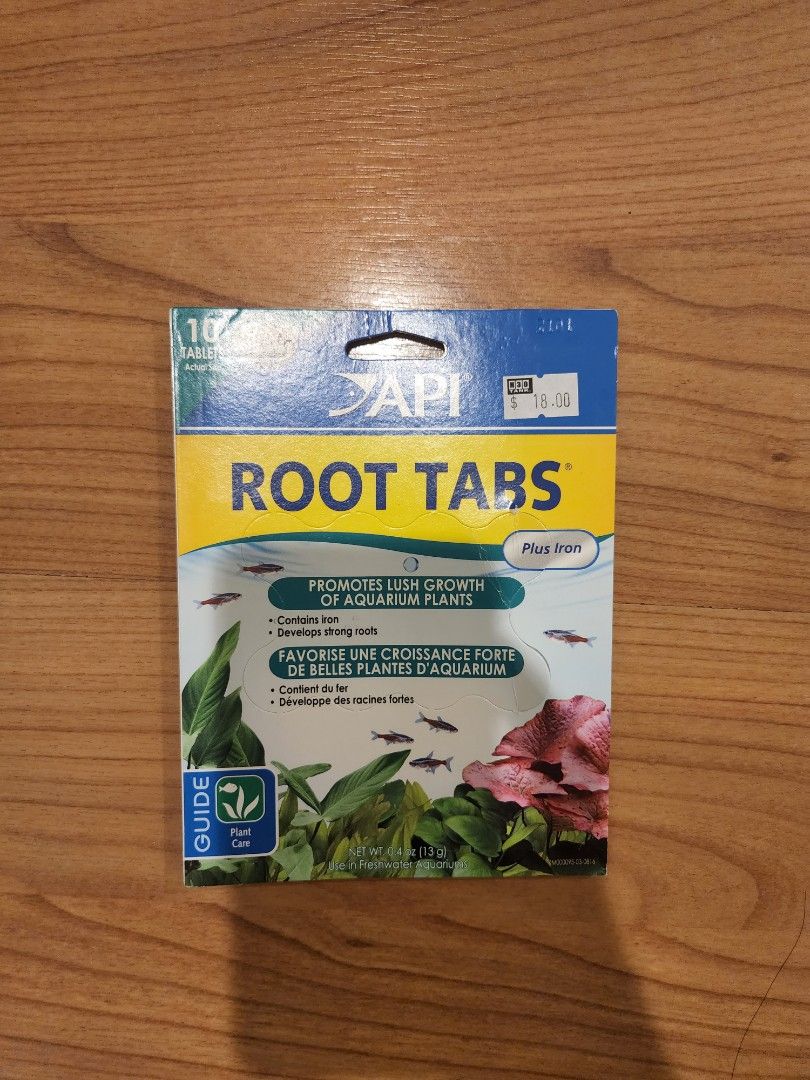 10
API®
$ 18.00
ROOT TABS®
Plus Iron
PROMOTES LUSH GROWTH
OF AQUARIUM PLANTS
• Contains iron
• Develops strong roots
FAVORISE UNE CROISSANCE FORTE
DE BELLES PLANTES D'AQUARIUM
• Contient du fer
• Développe des racines fortes
GUIDE
Plant
Care
NET WT. 0.4 oz (13 g)
Use in Freshwater Aquariums